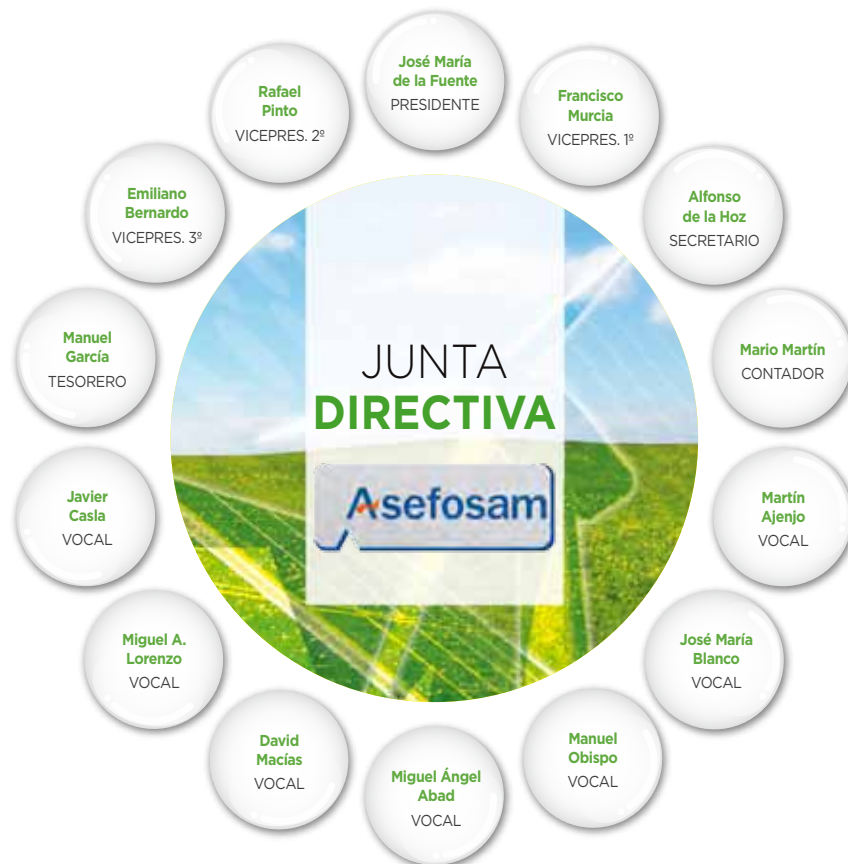 José María
de la Fuente
PRESIDENTE
Francisco
Murcia
VICEPRES. 1º
Alfonso
de la Hoz
SECRETARIO
Mario Martín
CONTADOR
Martín
Ajenjo
VOCAL
José María
Blanco
VOCAL
Manuel
Obispo
VOCAL
Miguel Ángel
Abad
VOCAL
David
Macías
VOCAL
Miguel A.
Lorenzo
VOCAL
Javier
Casla
VOCAL
Manuel
García
TESORERO
Emiliano
Bernardo
VICEPRES. 3º
Rafael
Pinto
VICEPRES. 2º
JUNTA
DIRECTIVA
Asefosam